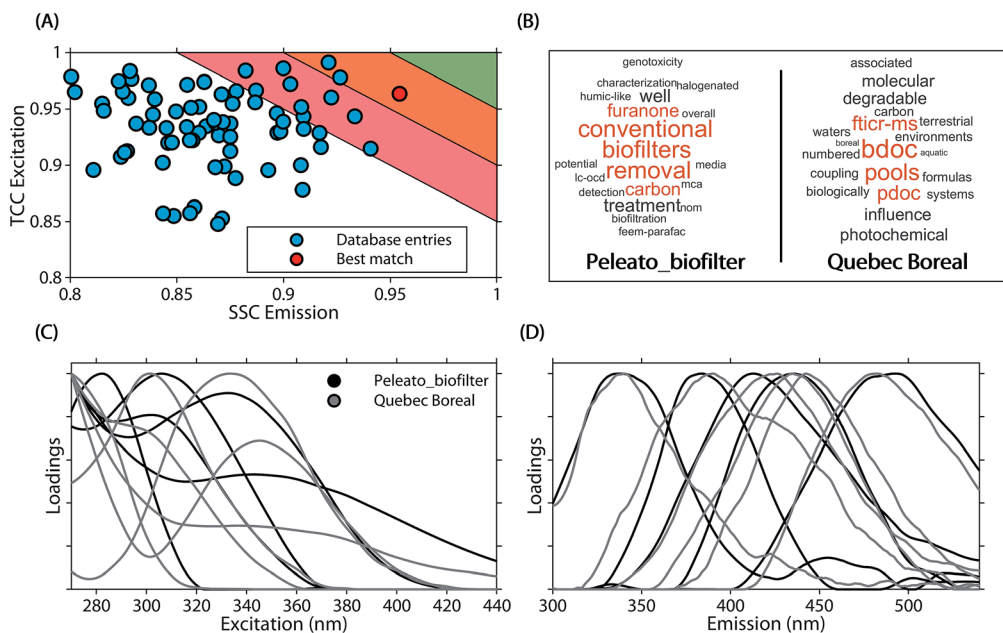 (A)
TCC Excitation
1
0.95
0.9
0.85
0.8
0.8
0.85
0.9
0.95
1
SSC Emission
Database entries
Best match
(B)
genotoxicity
characterization halogenated
humic-like well
furanone overall
conventional
biofilters
potential removal media
lc-ocd
detection carbon mca
treatment nom
biofiltration
feem-parafac
Peleato_biofilter
associated
molecular
degradable
carbon
fticr-ms terrestrial
waters environments
boreal
numbered bdoc aquatic
coupling pools formulas
biologically pdoc systems
influence
photochemical
Quebec Boreal
(C)
Loadings
Peleato_biofilter
Quebec Boreal
280 300 320 340 360 380 400 420 440
Excitation (nm)
(D)
Loadings
300 350 400 450 500
Emission (nm)